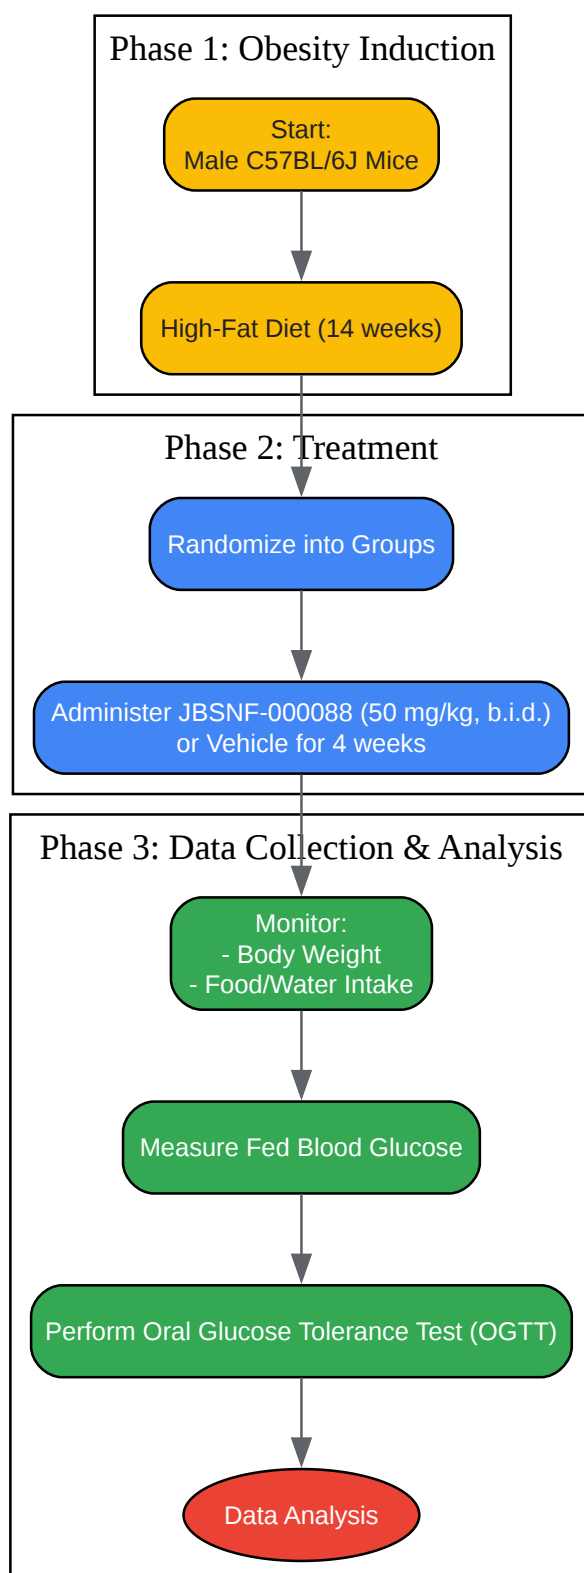 Phase 1: Obesity Induction
Start:
Male C57BL/6J Mice
High-Fat Diet (14 weeks)
Phase 2: Treatment
Randomize into Groups
Administer JBSNF-000088 (50 mg/kg, b.i.d.)
or Vehicle for 4 weeks
Phase 3: Data Collection & Analysis
Monitor:
- Body Weight
- Food/Water Intake
Measure Fed Blood Glucose
Perform Oral Glucose Tolerance Test (OGTT)
Data Analysis